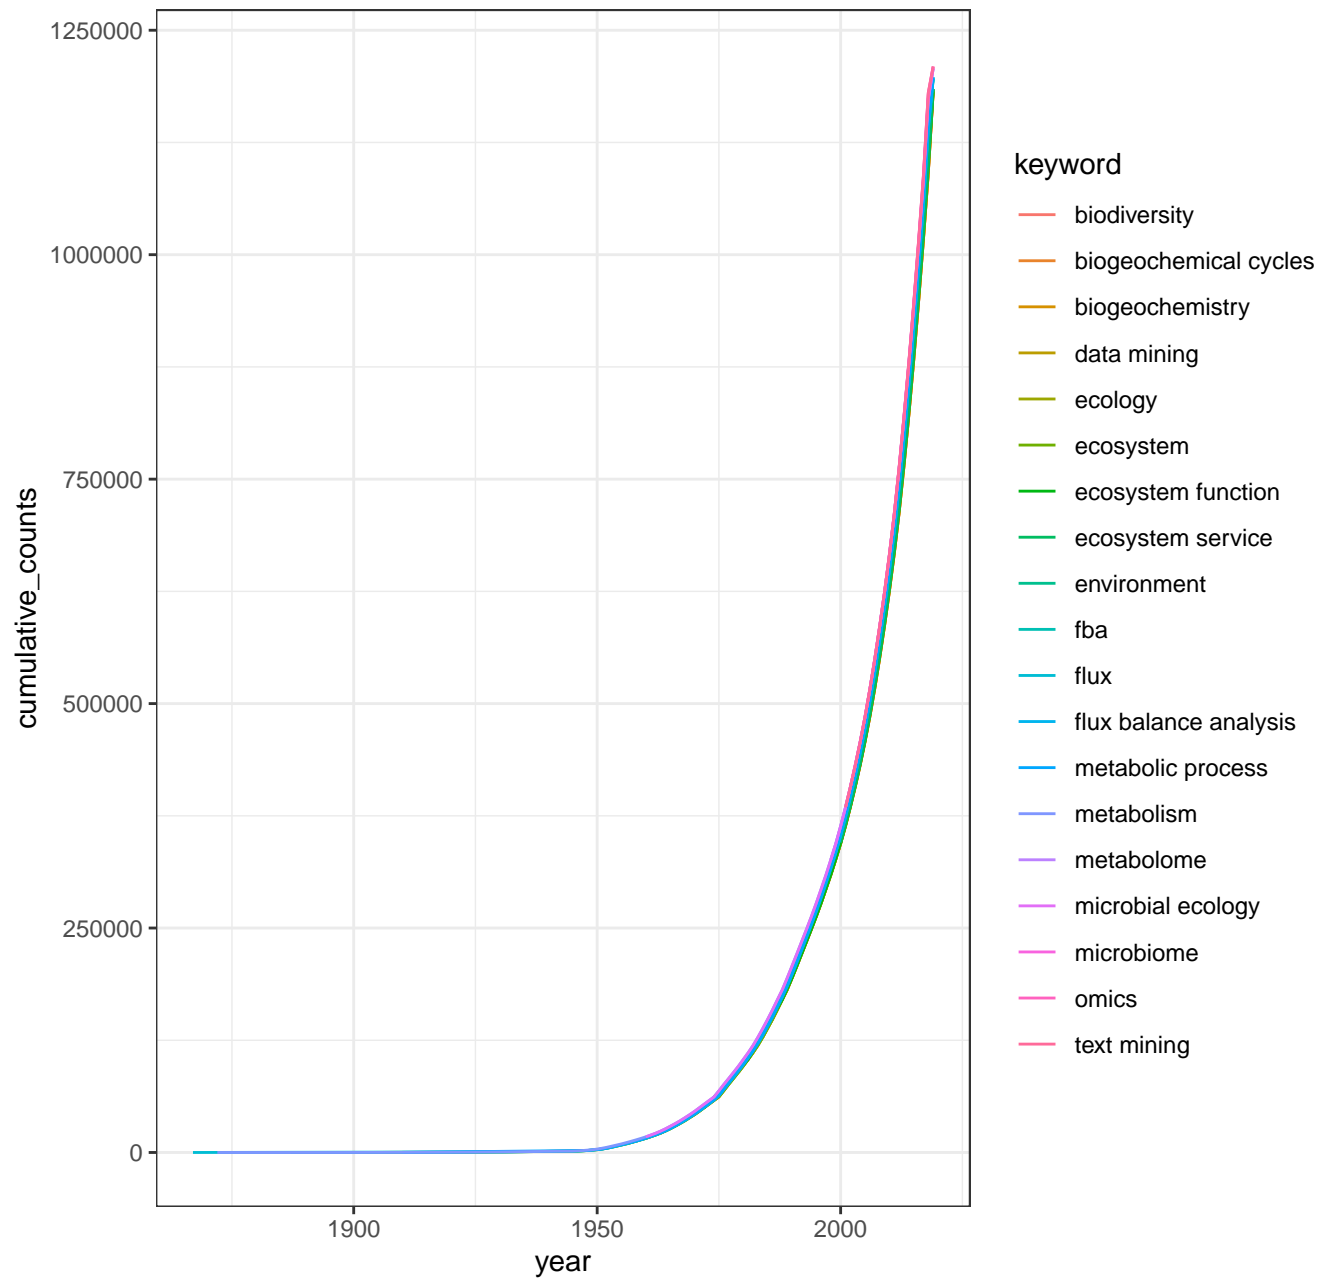 1250000
1000000
750000
500000
250000
0
cumulative_counts
1900
1950
2000
year
keyword
biodiversity
biogeochemical cycles
biogeochemistry
data mining
ecology
ecosystem
ecosystem function
ecosystem service
environment
fba
flux
flux balance analysis
metabolic process
metabolism
metabolome
microbial ecology
microbiome
omics
text mining